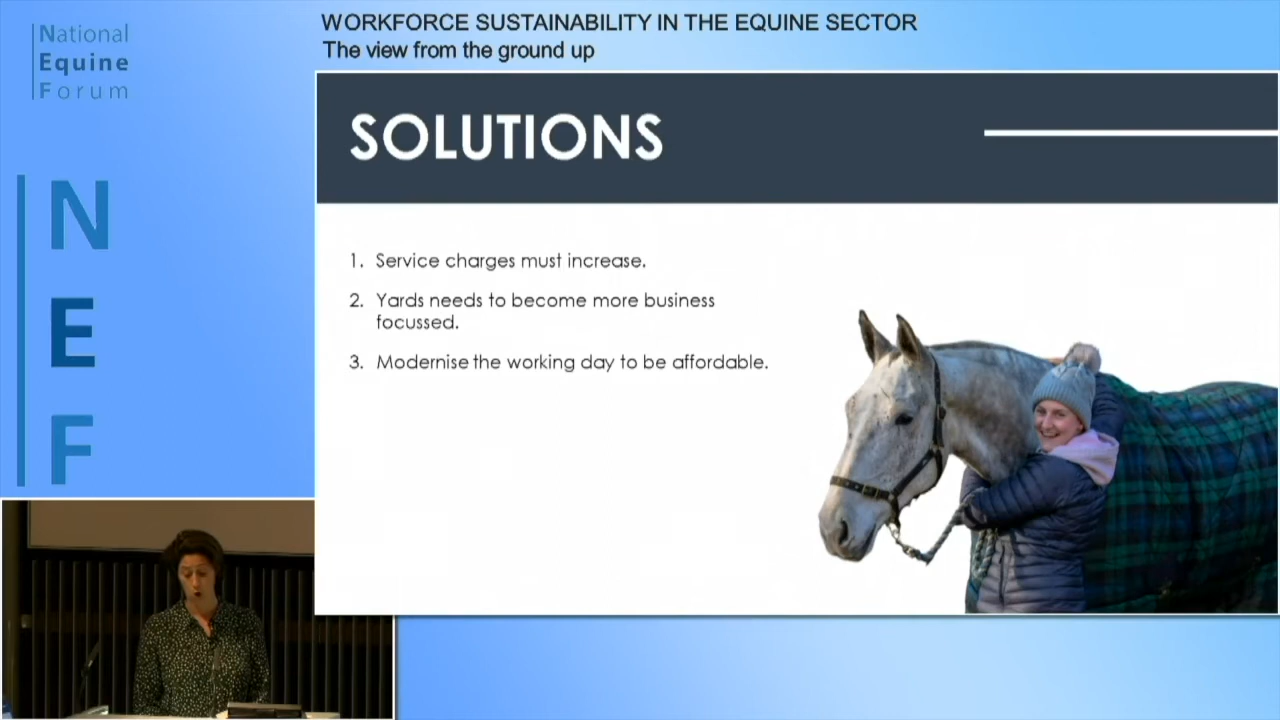 National
Equine
Forum
WORKFORCE SUSTAINABILITY IN THE EQUINE SECTOR
The view from the ground up
N
E
F
SOLUTIONS
1. Service charges must increase.
2. Yards needs to become more business
focussed.
3. Modernise the working day to be affordable.